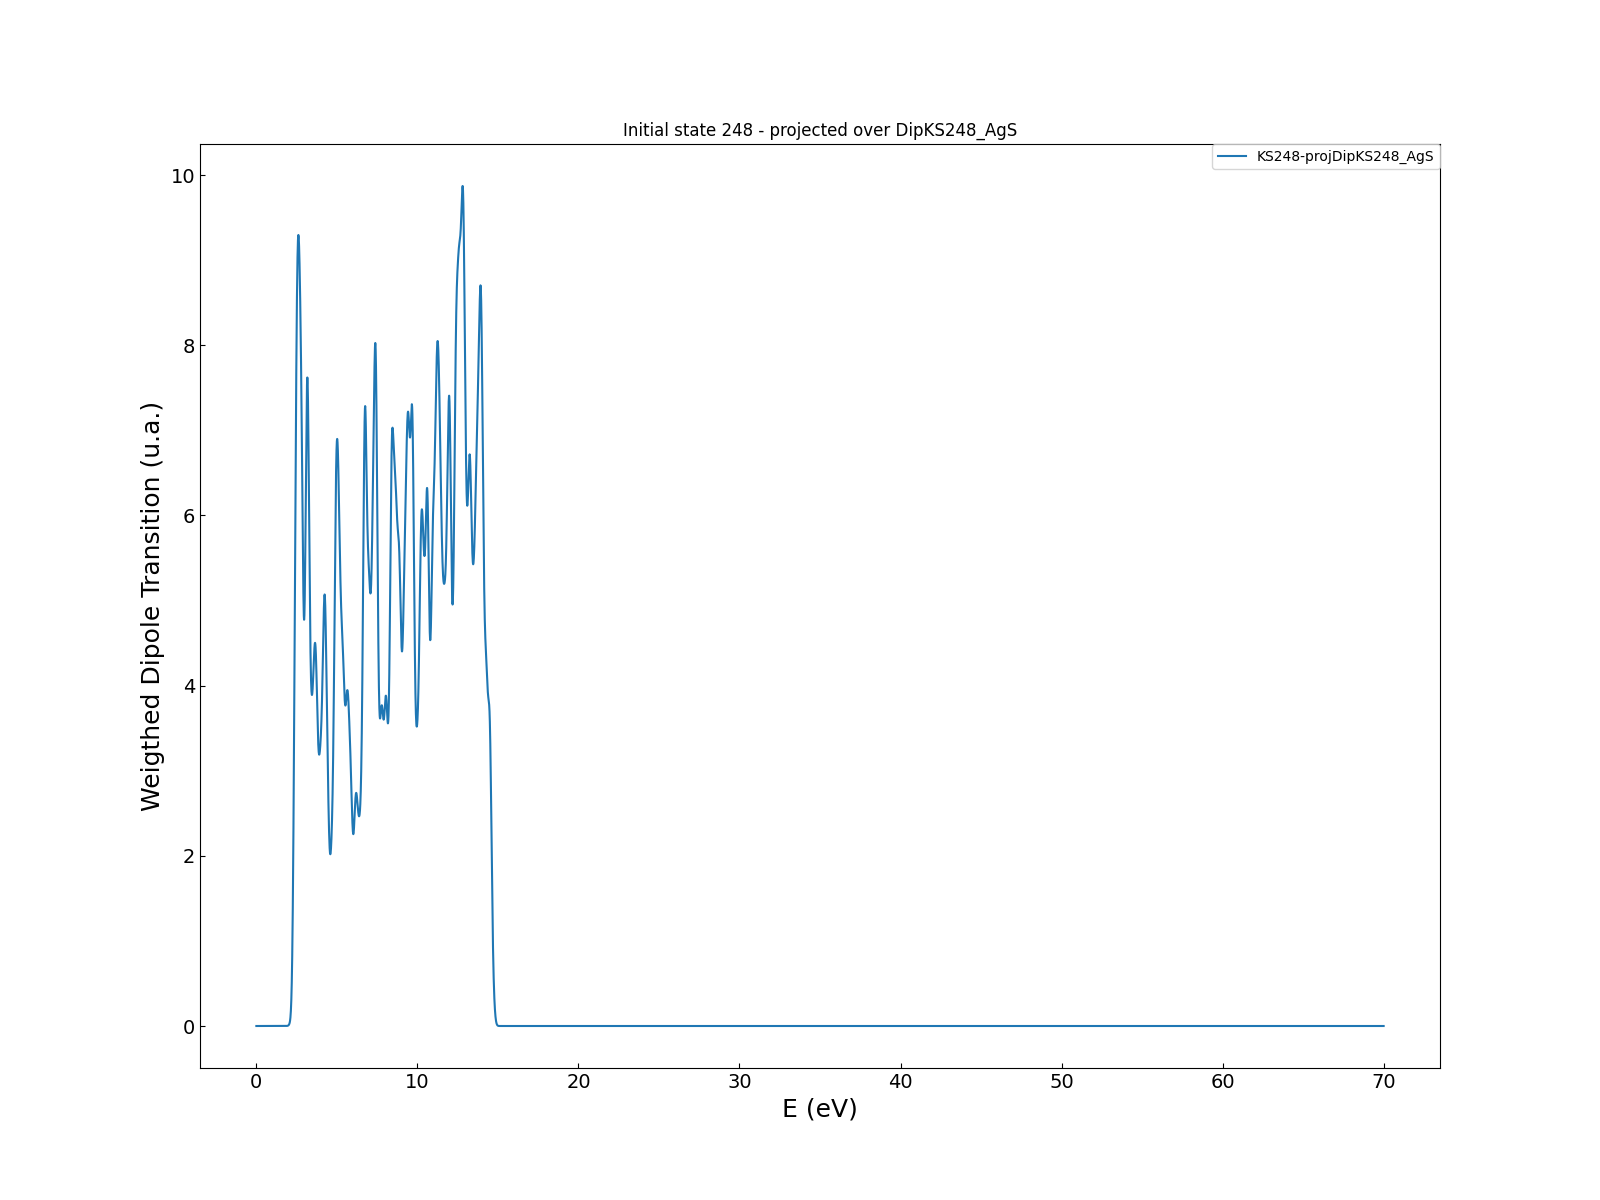 Initial state 248 - projected over DipKS248_AgS
KS248-projDipKS248_AgS
Weigthed Dipole Transition (u.a.)
10
8
6
4
2
0
0 10 20 30 40 50 60 70
E (eV)